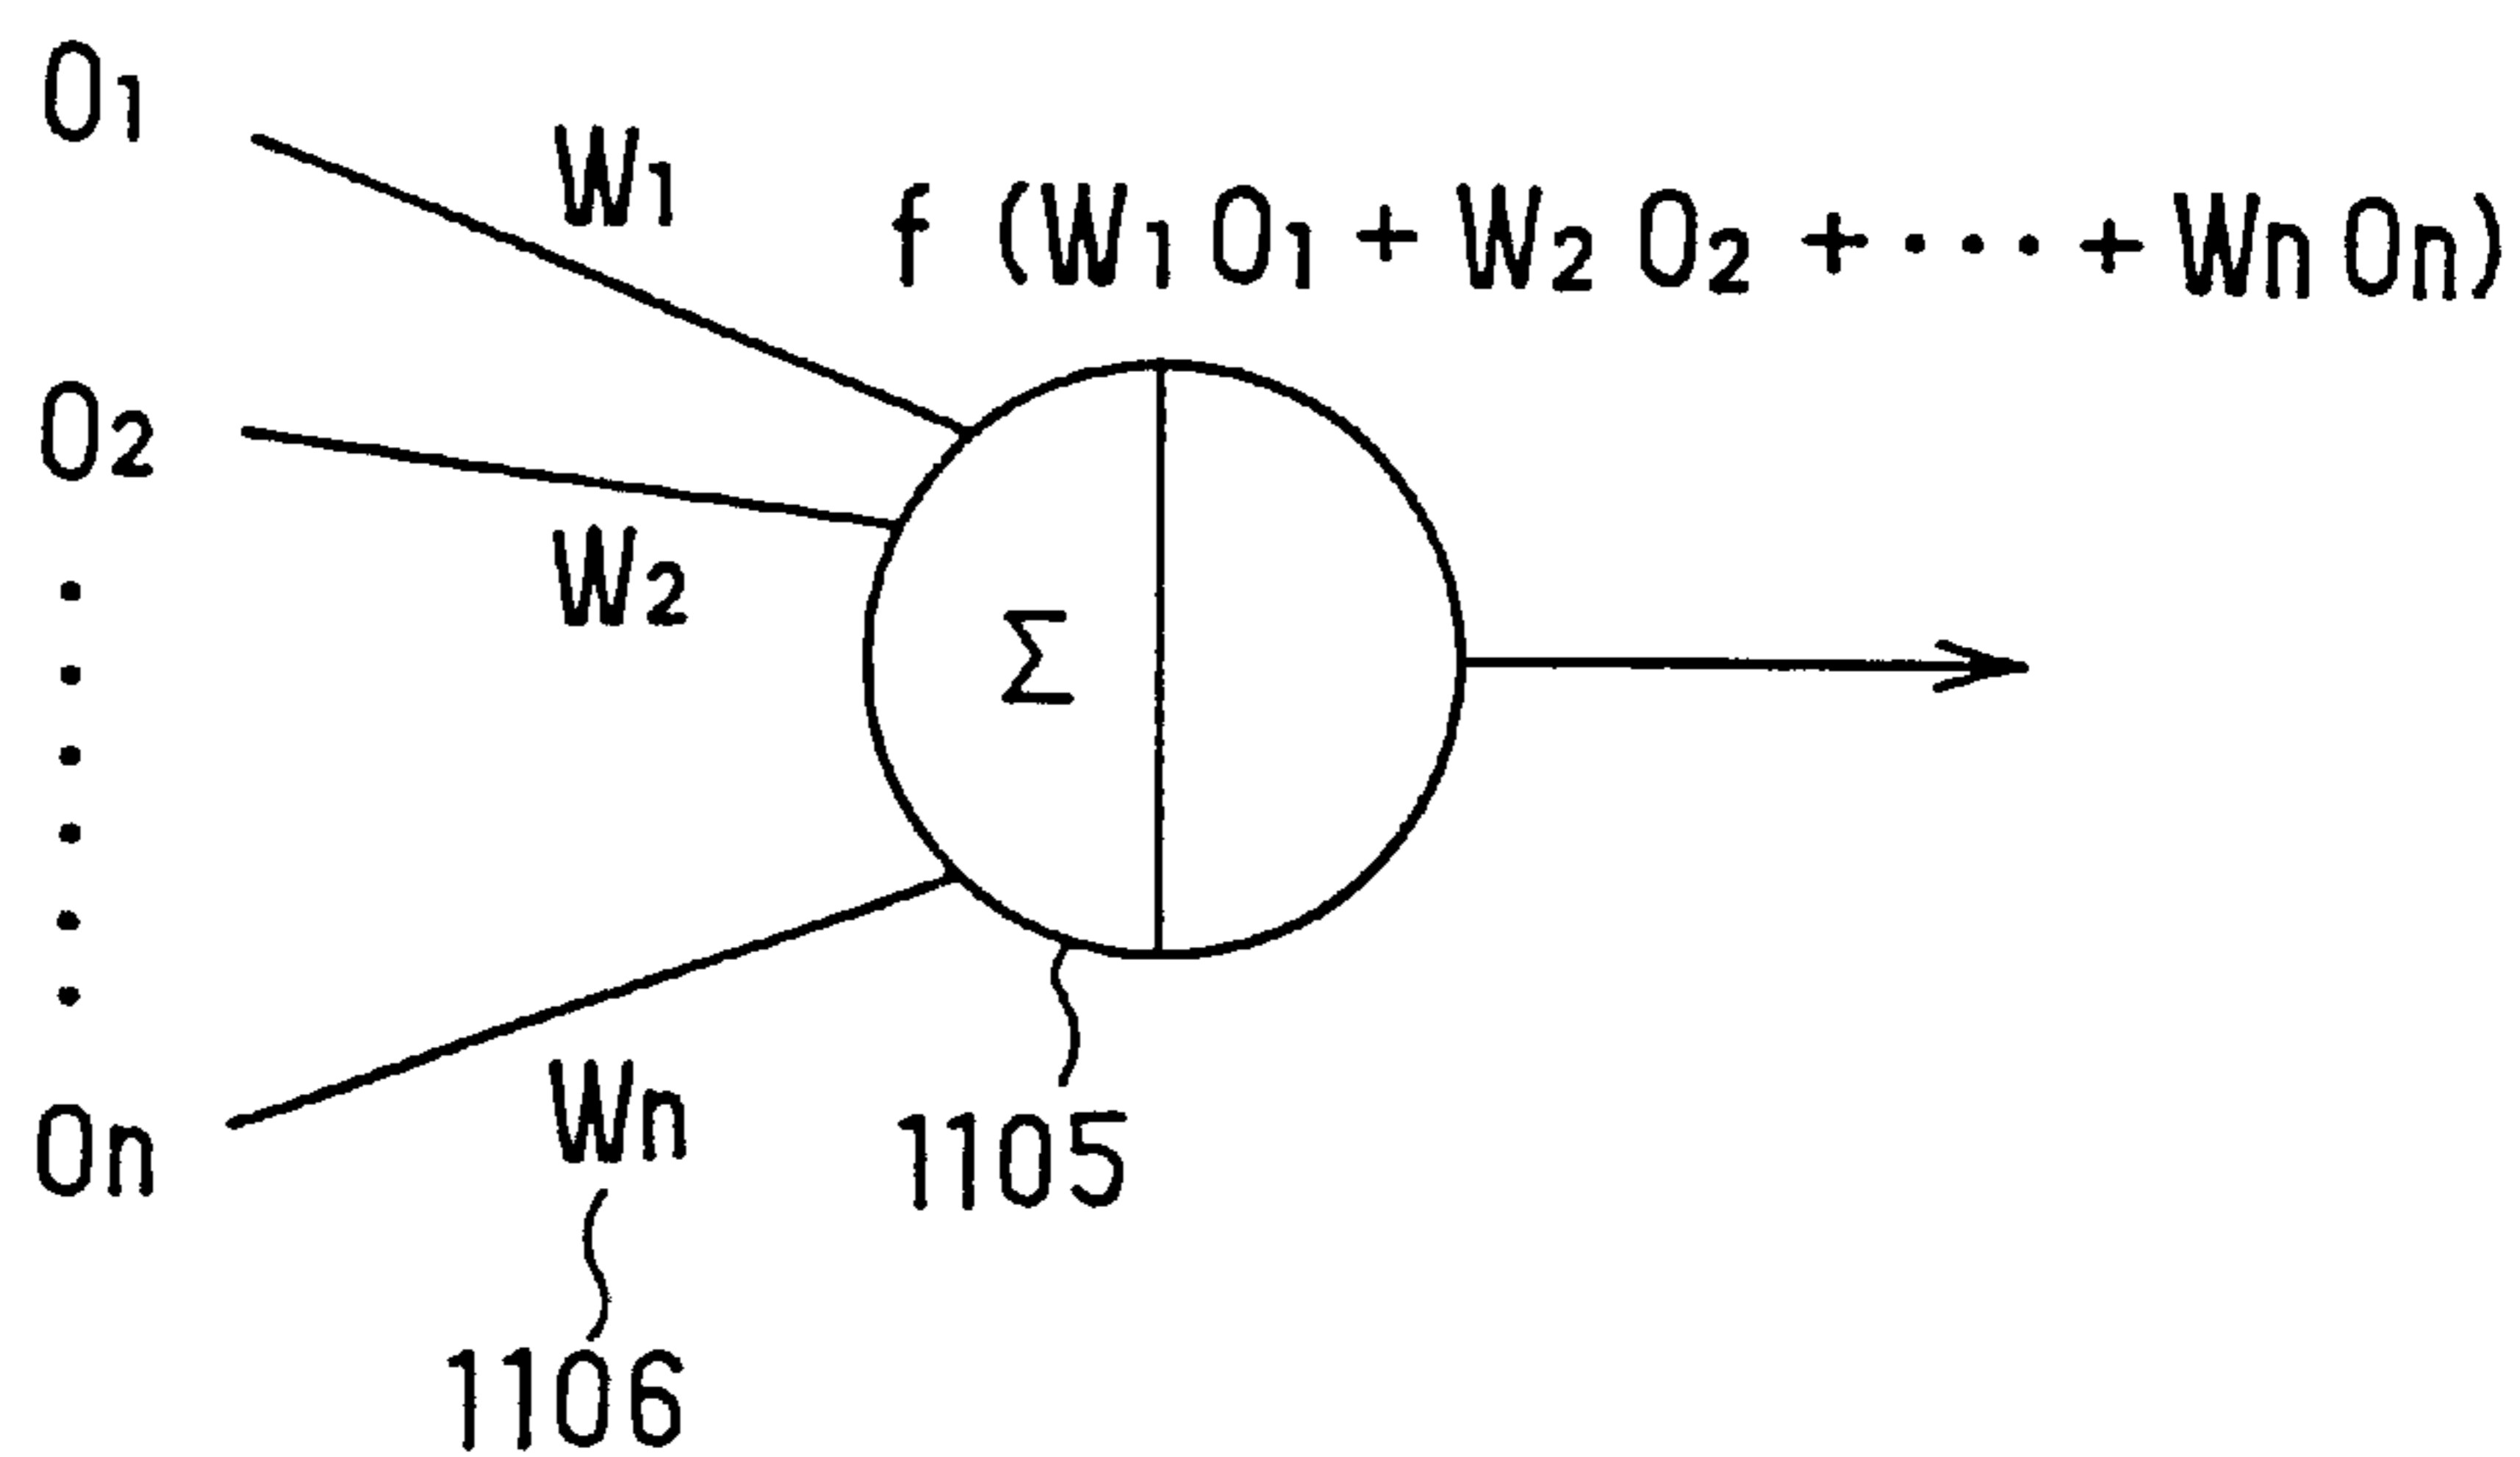 O1
W1
f (W1 O1 + W2 O2 + ··· + Wn On)
O2
W2
Σ
On
Wn
1105
1106